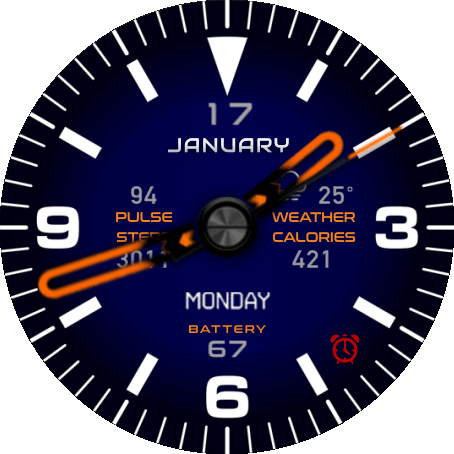 17
JANUARY
94 25°
PULSE WEATHER
CALORIES
421
9 3
MONDAY
BATTERY
67
6